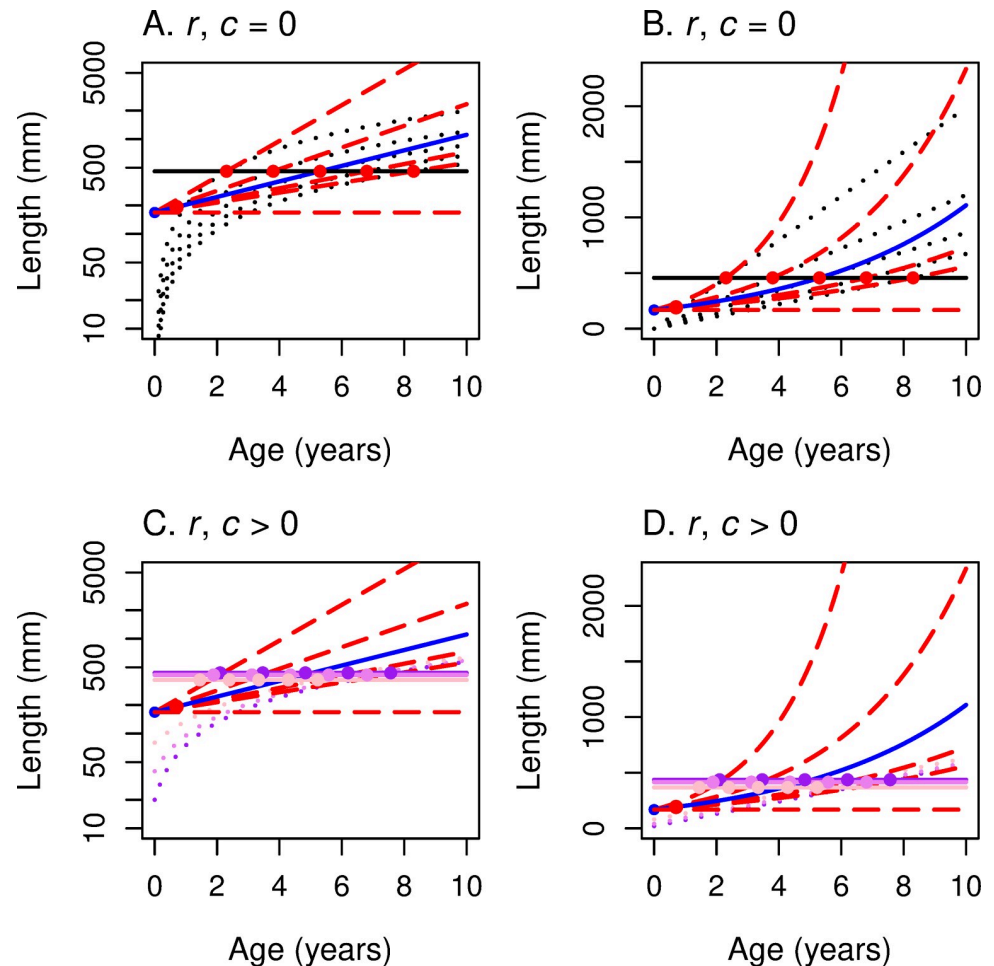 A. r, c = 0
Length (mm)
5000
500
50
10
0 2 4 6 8 10
Age (years)
B. r, c = 0
Length (mm)
2000
1000
0
0 2 4 6 8 10
Age (years)
C. r, c > 0
Length (mm)
5000
500
50
10
0 2 4 6 8 10
Age (years)
D. r, c > 0
Length (mm)
2000
1000
0
0 2 4 6 8 10
Age (years)